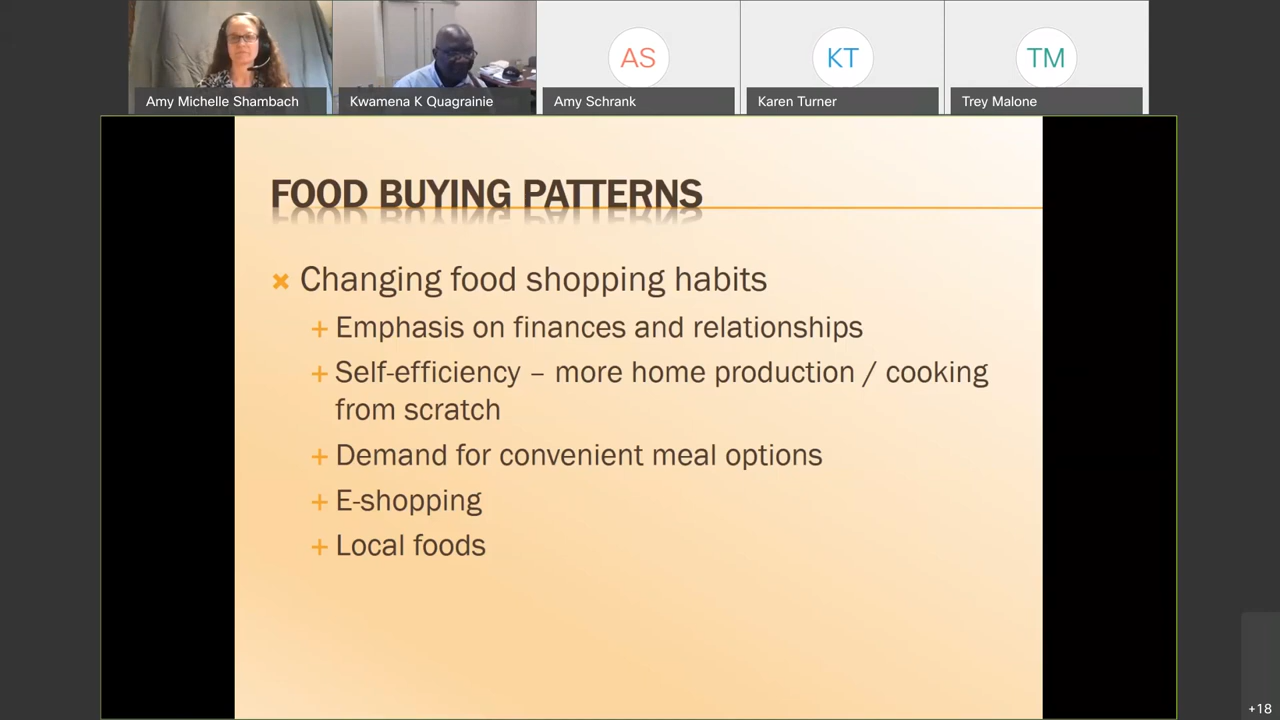 AS
KT
TM
Amy Michelle Shambach
Kwamena K Quagrainie
Amy Schrank
Karen Turner
Trey Malone
FOOD BUYING PATTERNS
Changing food shopping habits
Emphasis on finances and relationships
Self-efficiency – more home production / cooking
from scratch
Demand for convenient meal options
E-shopping
Local foods
+18